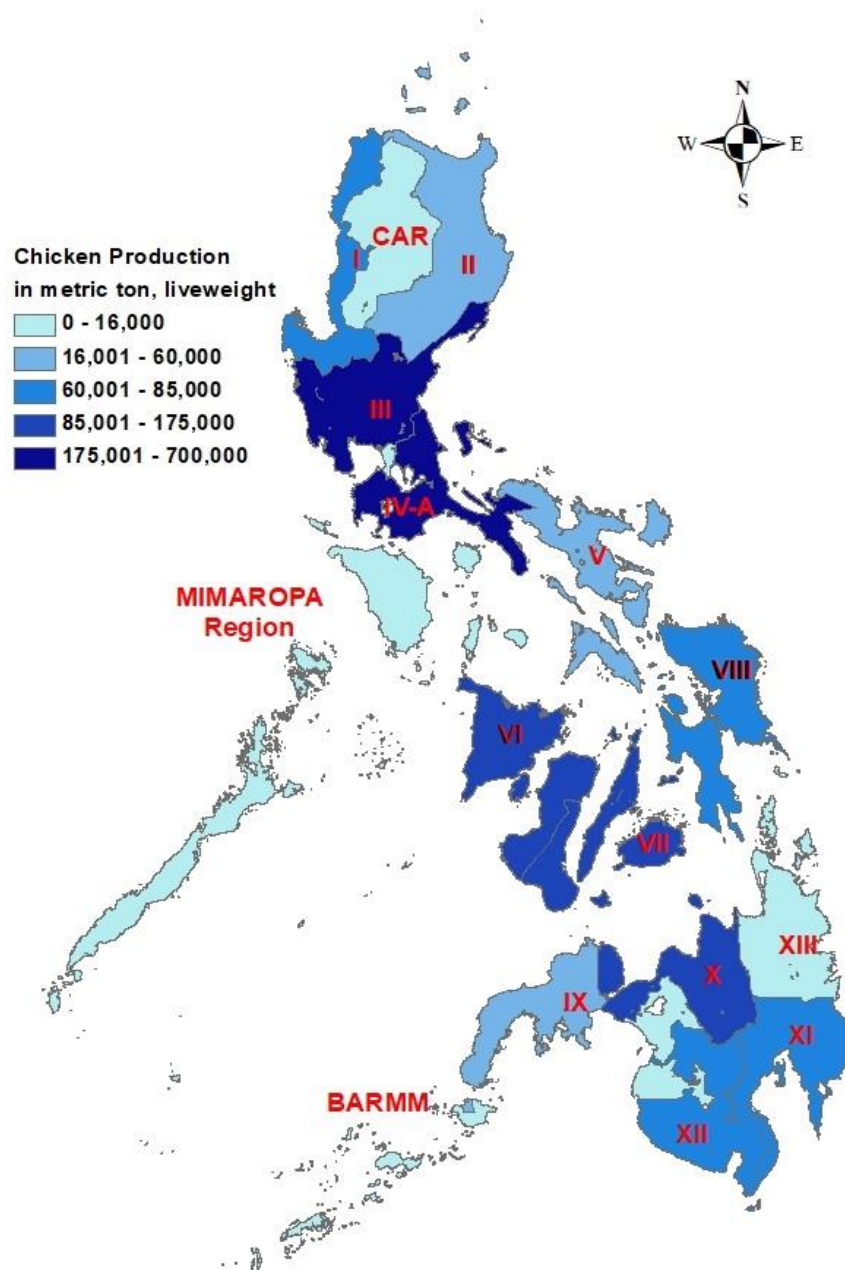 N
W E
S
CAR
I
II
Chicken Production
in metric ton, liveweight
0 - 16,000
16,001 - 60,000
60,001 - 85,000
85,001 - 175,000
175,001 - 700,000
III
IV-A
V
MIMAROPA
Region
VIII
VI
VII
XIII
X
IX
XI
BARMM
XII